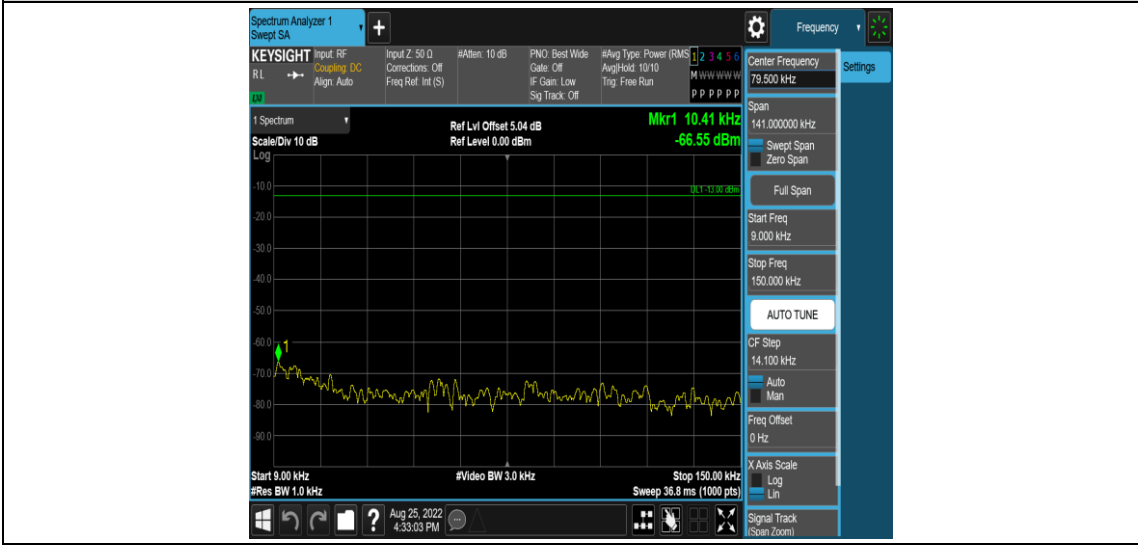 Spectrum Analyzer 1
Swept SA
+
Frequency
KEYSIGHT
RL
LXI
Input: RF
Coupling: DC
Align: Auto
Input Z: 50 Ω
Corrections: Off
Freq Ref: Int (S)
#Atten: 10 dB
PNO: Best Wide
Gate: Off
IF Gain: Low
Sig Track: Off
#Avg Type: Power (RMS
Avg|Hold: 10/10
Trig: Free Run
1 2 3 4 5 6
M W W W W W
P P P P P P
1 Spectrum
Scale/Div 10 dB
Log
Ref Lvl Offset 5.04 dB
Ref Level 0.00 dBm
Mkr1 10.41 kHz
-66.55 dBm
DL1 -13.00 dBm
-10.0
-20.0
-30.0
-40.0
-50.0
-60.0
1
-70.0
-80.0
-90.0
Start 9.00 kHz
#Res BW 1.0 kHz
#Video BW 3.0 kHz
Stop 150.00 kHz
Sweep 36.8 ms (1000 pts)
Center Frequency
79.500 kHz
Settings
Span
141.000000 kHz
Swept Span
Zero Span
Full Span
Start Freq
9.000 kHz
Stop Freq
150.000 kHz
AUTO TUNE
CF Step
14.100 kHz
Auto
Man
Freq Offset
0 Hz
X Axis Scale
Log
Lin
Signal Track
(Span Zoom)
?
Aug 25, 2022
4:33:03 PM